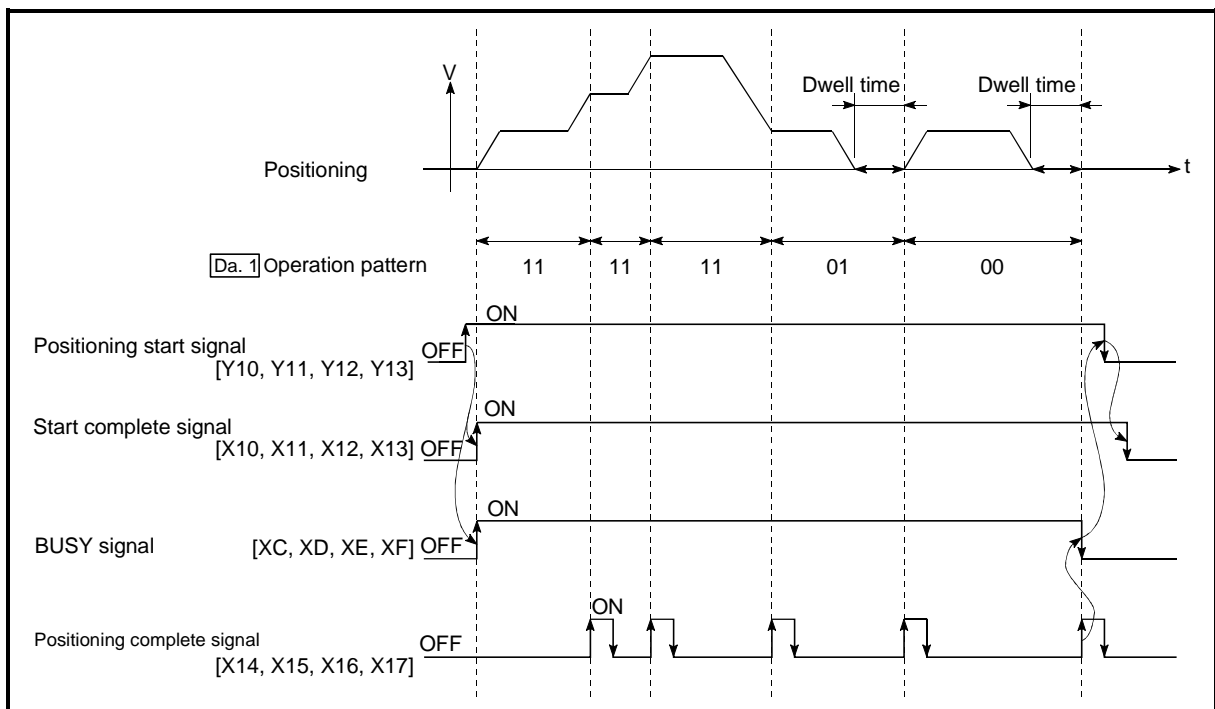 V
Dwell time Dwell time
Positioning
t
Da. 1 Operation pattern 11 11 11 01 00
ON
Positioning start signal OFF
[Y10, Y11, Y12, Y13]
ON
Start complete signal
[X10, X11, X12, X13] OFF
ON
BUSY signal [XC, XD, XE, XF] OFF
ON
Positioning complete signal OFF
[X14, X15, X16, X17]